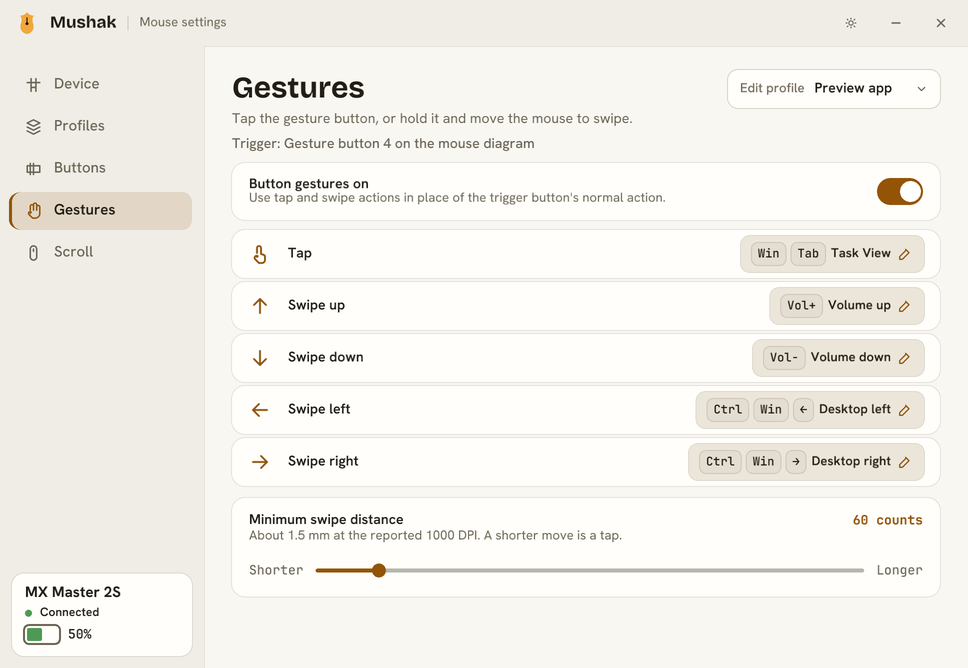 Mushak
Mouse settings
Device
Profiles
Buttons
Gestures
Scroll
MX Master 2S
Connected
50%
Gestures
Tap the gesture button, or hold it and move the mouse to swipe.
Trigger: Gesture button 4 on the mouse diagram
Edit profile Preview app
Button gestures on
Use tap and swipe actions in place of the trigger button's normal action.
Tap Win Tab Task View
Swipe up Vol+ Volume up
Swipe down Vol- Volume down
Swipe left Ctrl Win ← Desktop left
Swipe right Ctrl Win → Desktop right
Minimum swipe distance 60 counts
About 1.5 mm at the reported 1000 DPI. A shorter move is a tap.
Shorter Longer